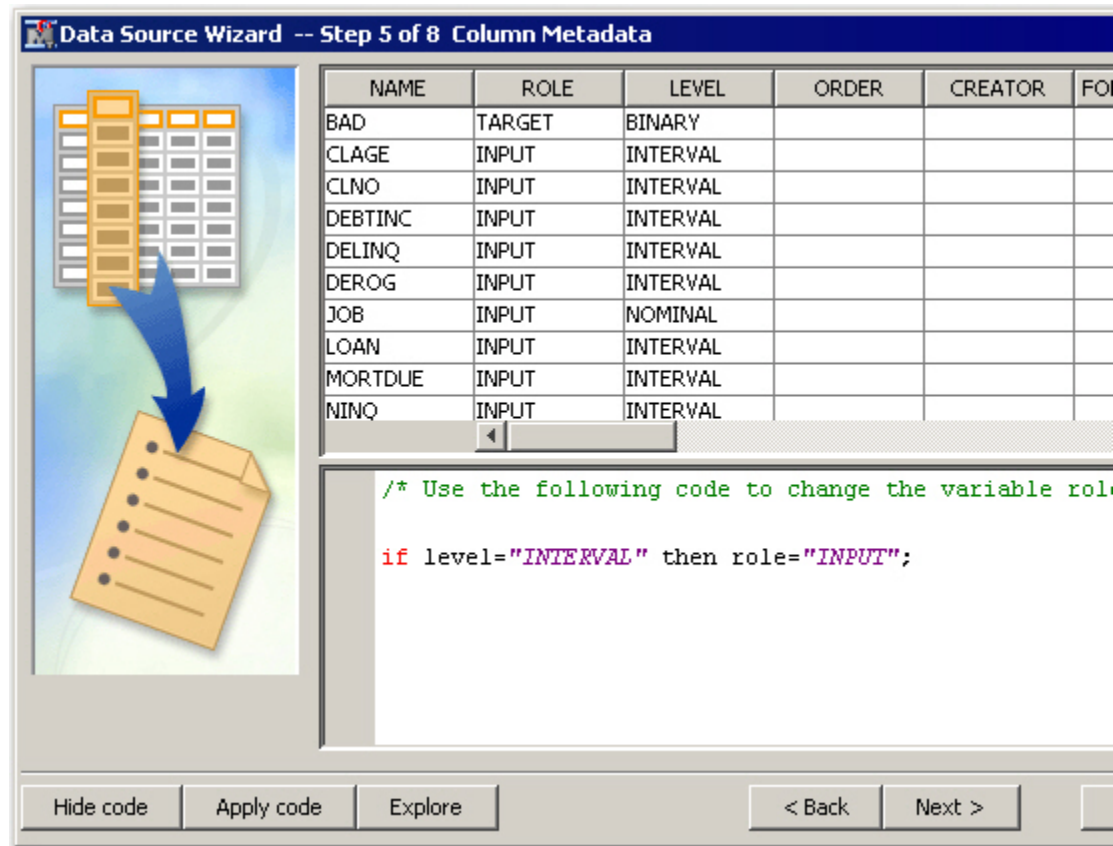 Data Source Wizard -- Step 5 of 8 Column Metadata
NAME ROLE LEVEL ORDER CREATOR
BAD TARGET BINARY
CLAGE INPUT INTERVAL
CLNO INPUT INTERVAL
DEBTINC INPUT INTERVAL
DELINQ INPUT INTERVAL
DEROG INPUT INTERVAL
JOB INPUT NOMINAL
LOAN INPUT INTERVAL
MORTDUE INPUT INTERVAL
NINQ INPUT INTERVAL
/* Use the following code to change the variable
if level="INTERVAL" then role="INPUT";
Hide code Apply code Explore < Back Next >